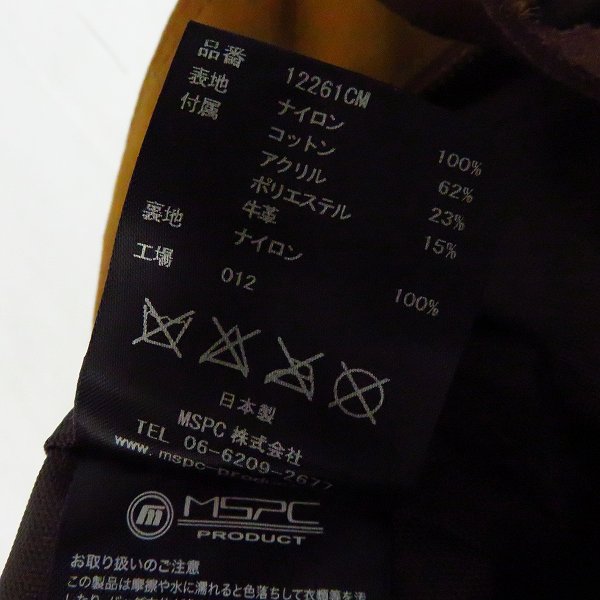 品番 12261CM
表地 ナイロン 100%
付属 コットン 62%
アクリル 23%
ポリエステル 15%
牛革
裏地 ナイロン 100%
工場 012
日本製
MSPC 株式会社
TEL 06-6209-2677
www.mspc-product
m MSPC
PRODUCT
お取り扱いのご注意
この製品は摩擦や水に濡れると色落ちして衣類等を汚